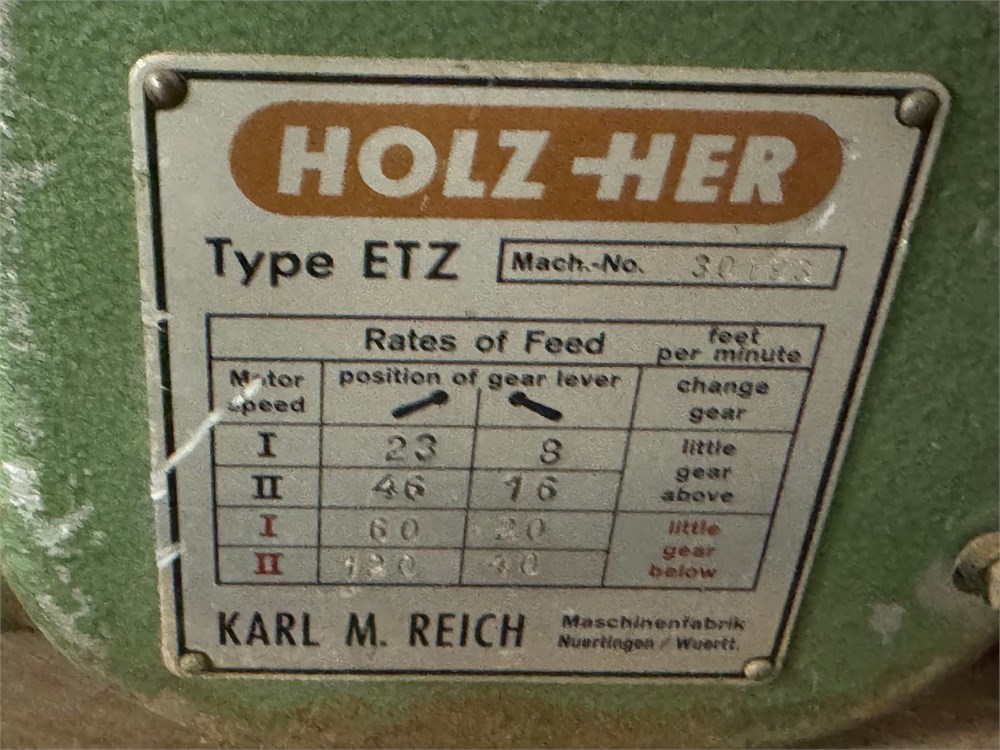 HOLZ-HER
Type ETZ
Mach.-No.
Rates of Feed feet per minute
Motor speed position of gear lever change gear
I 23 8 little gear above
II 46 16
I 60 20 little gear below
II 120 40
KARL M. REICH Maschinenfabrik
Nuertingen / Wuertt.